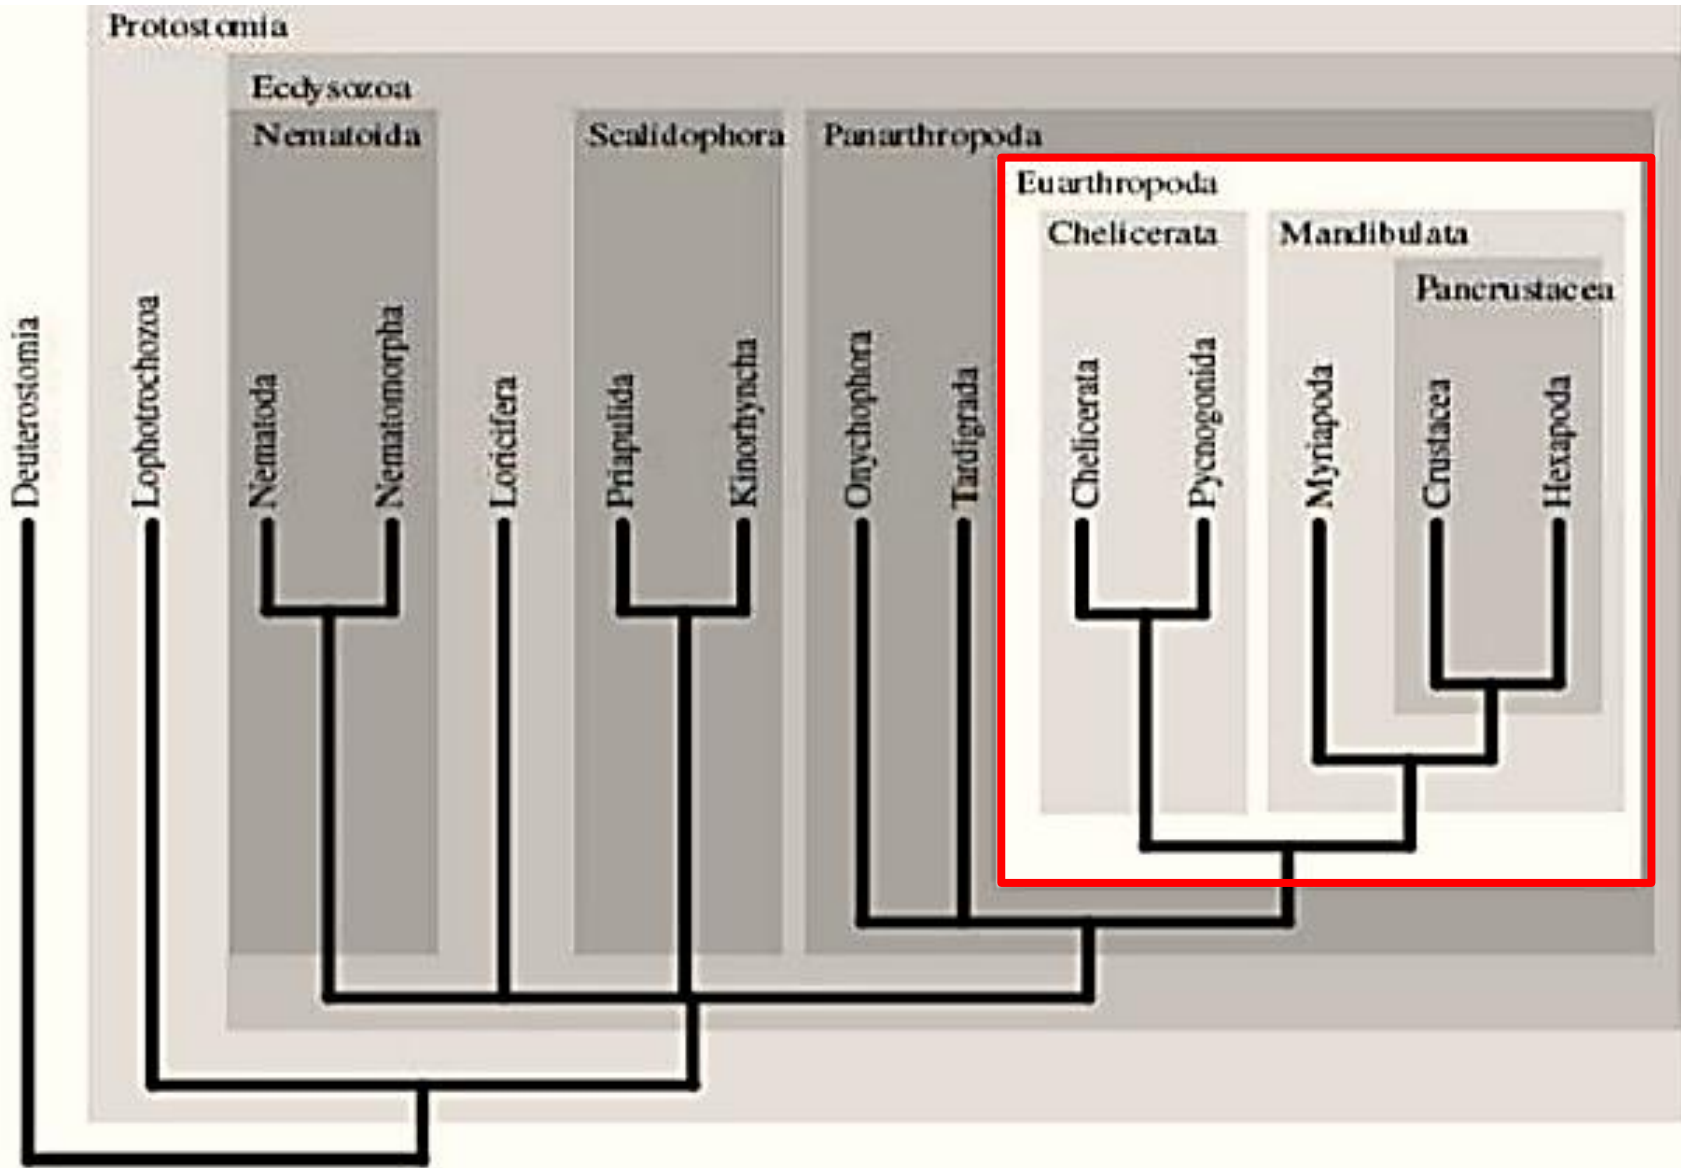 Protostomia
Ecdysozoa
Nematoida
Scalidophora
Panarthropoda
Euarthropoda
Chelicerata
Mandibulata
Pancrustacea
Deuterostomia
Lophotrochozoa
Nematoda
Nematomorpha
Loricifera
Priapulida
Kinorhyncha
Onychophora
Tardigrada
Chelicerata
Pycnogonida
Myriapoda
Crustacea
Hexapoda